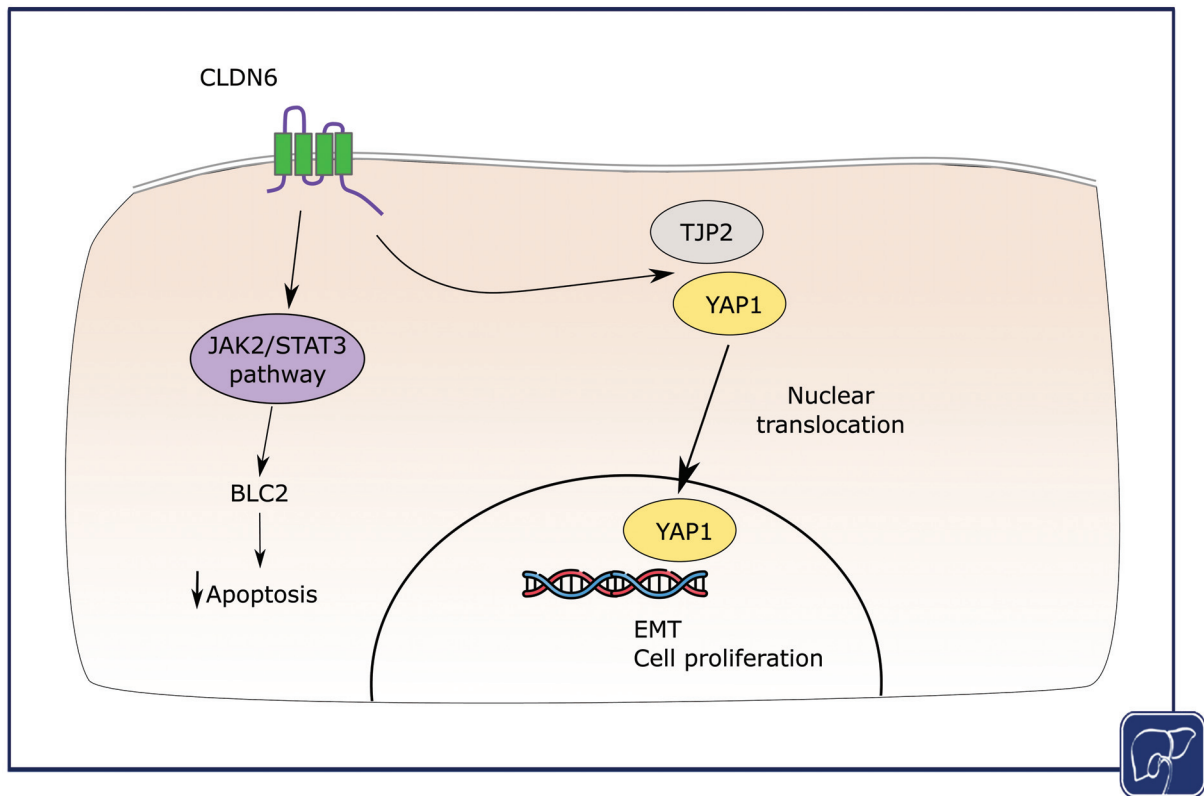 CLDN6
TJP2
YAP1
JAK2/STAT3
pathway
Nuclear
translocation
BLC2
YAP1
↓Apoptosis
EMT
Cell proliferation